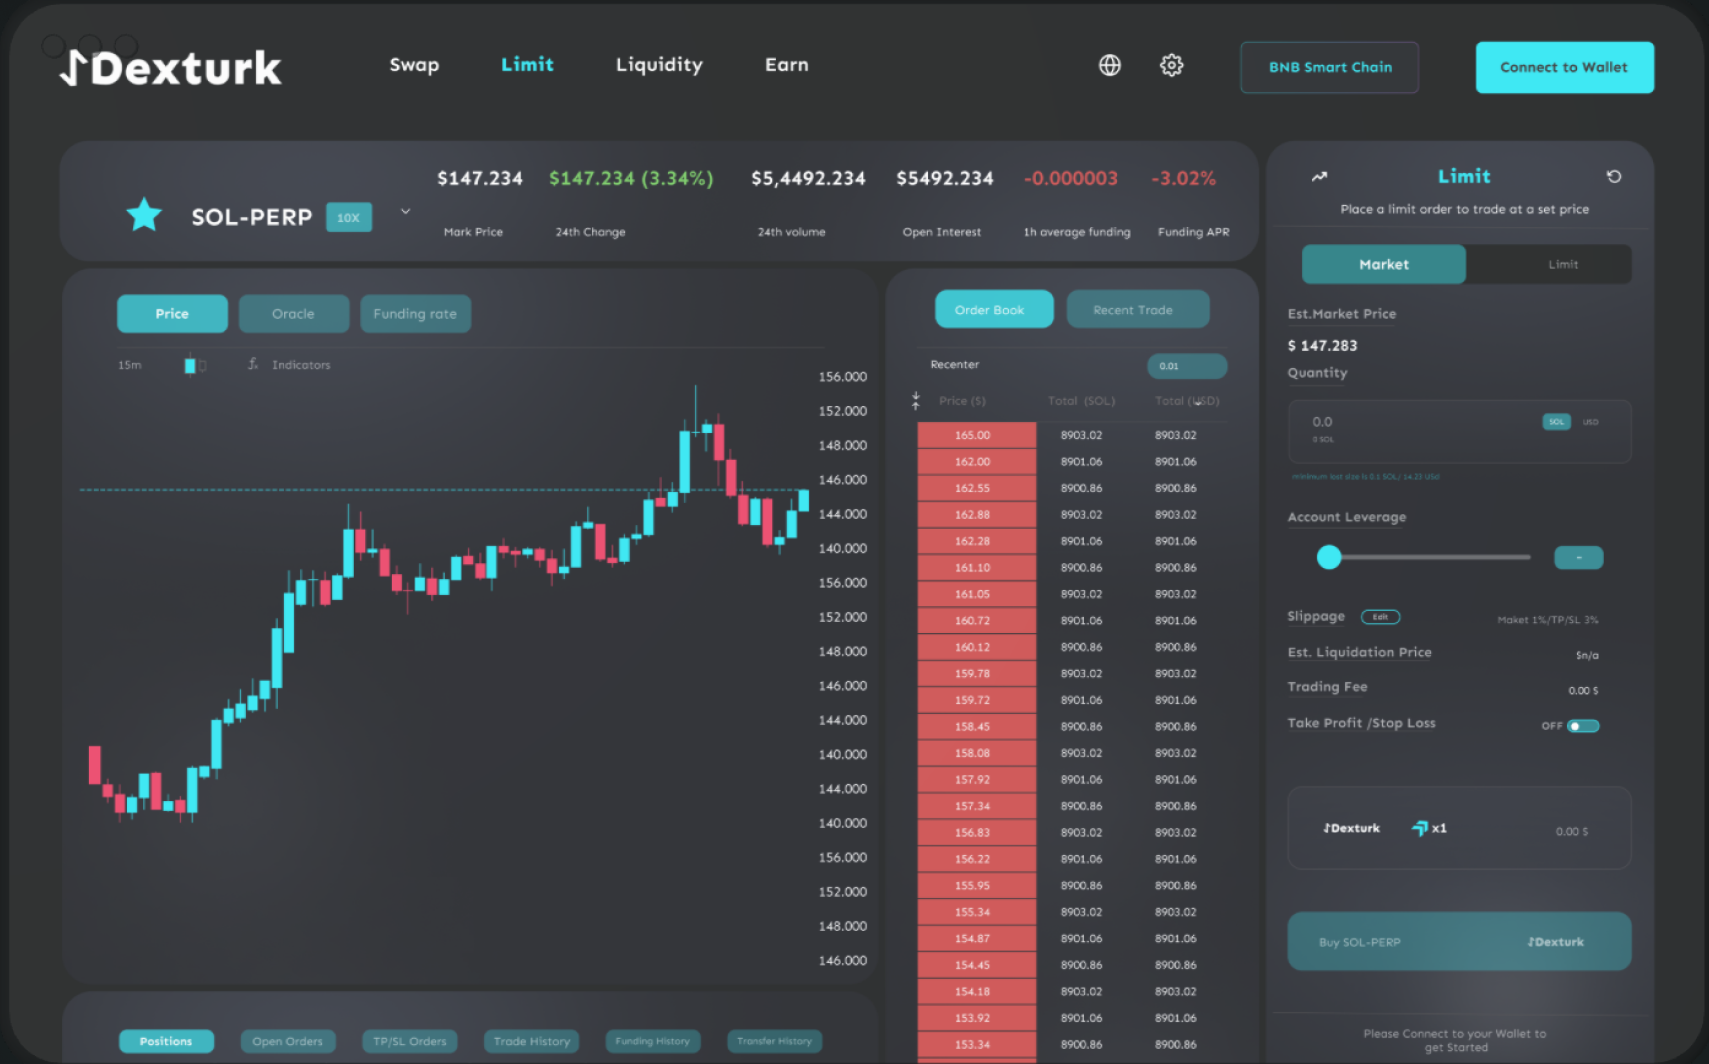 Dexturk
Swap Limit Liquidity Earn
BNB Smart Chain
Connect to Wallet
SOL-PERP 10X
$147.234 $147.234 (3.34%) $5,4492.234 $5492.234 -0.000003 -3.02%
Mark Price 24th Change 24th volume Open Interest 1h average funding Funding APR
Price Oracle Funding rate
15m Indicators
156.000
152.000
148.000
146.000
144.000
140.000
156.000
152.000
148.000
146.000
144.000
140.000
144.000
140.000
156.000
152.000
148.000
146.000
Positions Open Orders TP/SL Orders Trade History Funding History Transfer History
Order Book Recent Trade
Recenter 0.01
Price ($) Total (SOL) Total (USD)
165.00 8903.02 8903.02
162.00 8901.06 8901.06
162.55 8900.86 8900.86
162.88 8903.02 8903.02
162.28 8901.06 8901.06
161.10 8900.86 8900.86
161.05 8903.02 8903.02
160.72 8901.06 8901.06
160.12 8900.86 8900.86
159.78 8903.02 8903.02
159.72 8901.06 8901.06
158.45 8900.86 8900.86
158.08 8903.02 8903.02
157.92 8901.06 8901.06
157.34 8900.86 8900.86
156.83 8903.02 8903.02
156.22 8901.06 8901.06
155.95 8900.86 8900.86
155.34 8903.02 8903.02
154.87 8901.06 8901.06
154.45 8900.86 8900.86
154.18 8903.02 8903.02
153.92 8901.06 8901.06
153.34 8900.86 8900.86
Limit
Place a limit order to trade at a set price
Market Limit
Est.Market Price
$ 147.283
Quantity
0.0 SOL USD
0 SOL
minimum lost size is 0.1 SOL/ 14.23 USd
Account Leverage
-
Slippage Edit Maket 1%/TP/SL 3%
Est. Liquidation Price $n/a
Trading Fee 0.00 $
Take Profit /Stop Loss OFF
Dexturk x1 0.00 $
Buy SOL-PERP Dexturk
Please Connect to your Wallet to
get Started